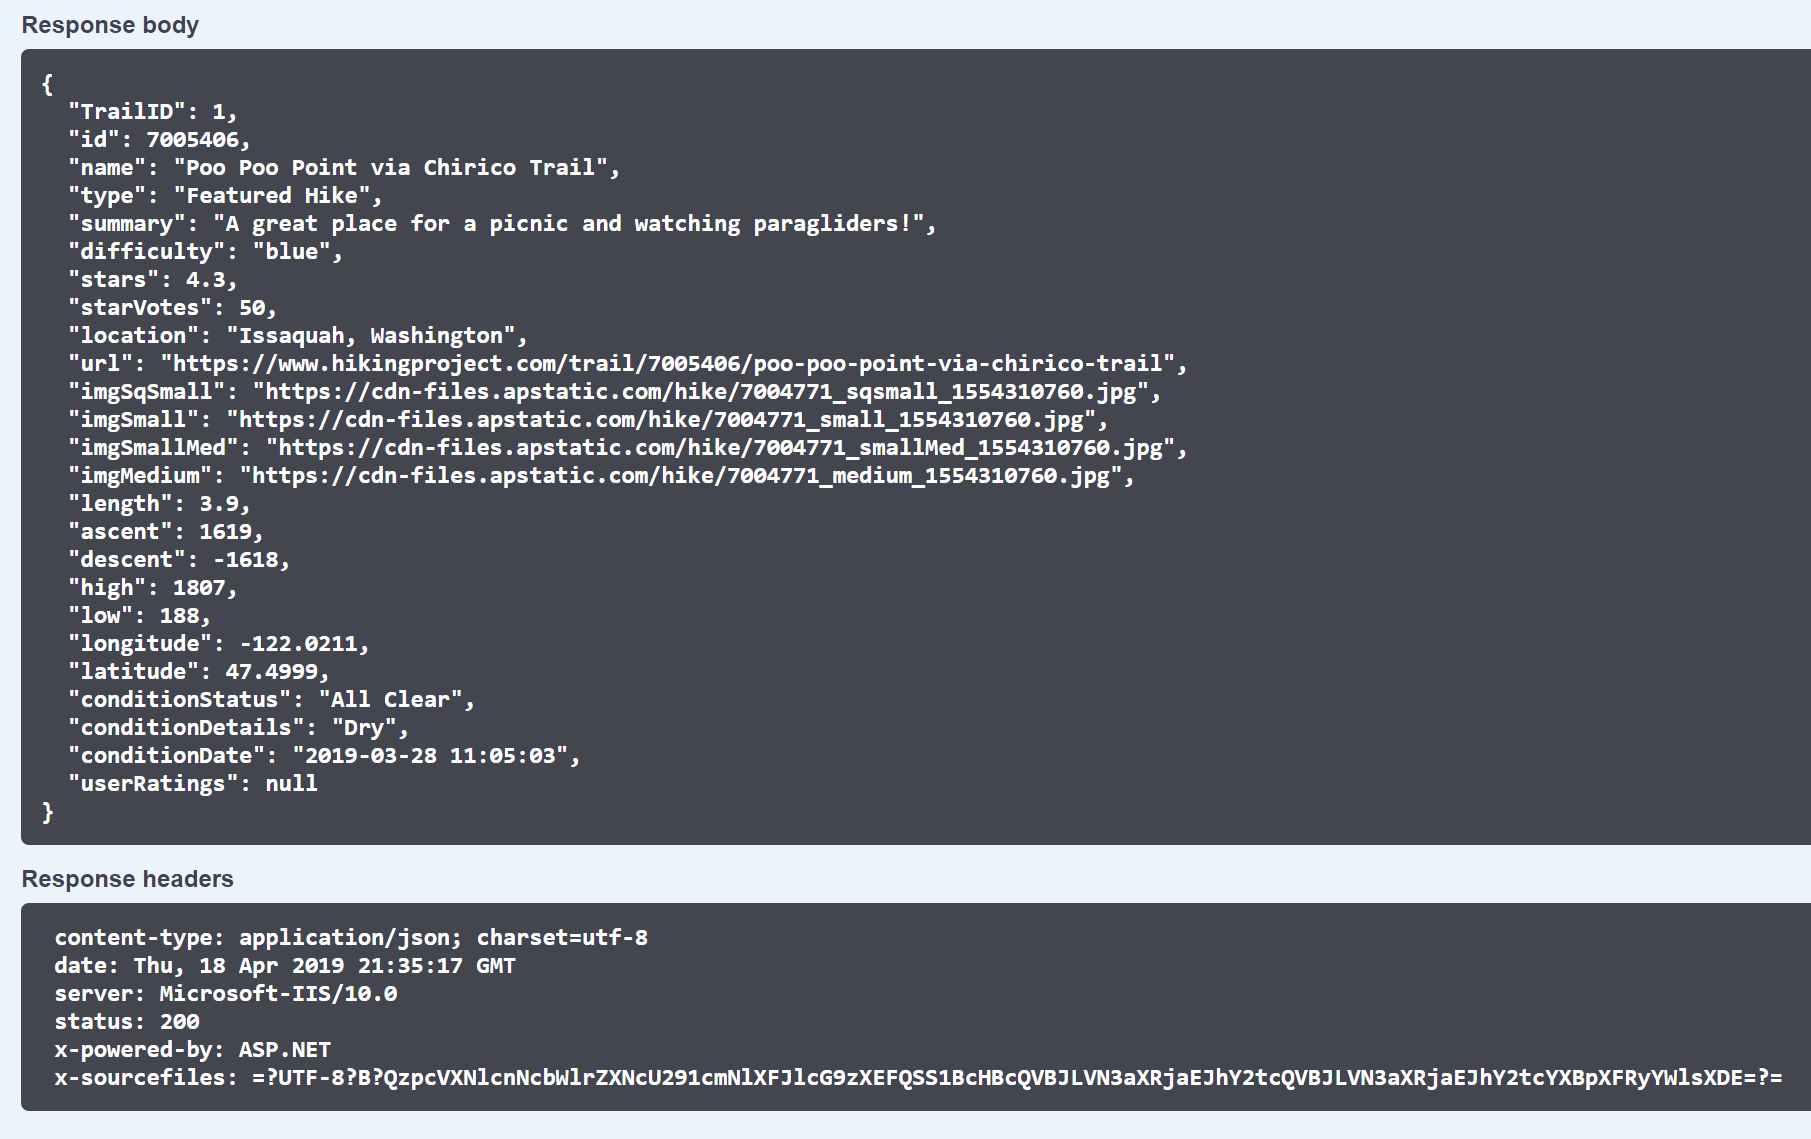 Response body
{
"TrailID": 1,
"id": 7005406,
"name": "Poo Poo Point via Chirico Trail",
"type": "Featured Hike",
"summary": "A great place for a picnic and watching paragliders!",
"difficulty": "blue",
"stars": 4.3,
"starVotes": 50,
"location": "Issaquah, Washington",
"url": "https://www.hikingproject.com/trail/7005406/poo-poo-point-via-chirico-trail",
"imgSqSmall": "https://cdn-files.apstatic.com/hike/7004771_sqsmall_1554310760.jpg",
"imgSmall": "https://cdn-files.apstatic.com/hike/7004771_small_1554310760.jpg",
"imgSmallMed": "https://cdn-files.apstatic.com/hike/7004771_smallMed_1554310760.jpg",
"imgMedium": "https://cdn-files.apstatic.com/hike/7004771_medium_1554310760.jpg",
"length": 3.9,
"ascent": 1619,
"descent": -1618,
"high": 1807,
"low": 188,
"longitude": -122.0211,
"latitude": 47.4999,
"conditionStatus": "All Clear",
"conditionDetails": "Dry",
"conditionDate": "2019-03-28 11:05:03",
"userRatings": null
}
Response headers
content-type: application/json; charset=utf-8
date: Thu, 18 Apr 2019 21:35:17 GMT
server: Microsoft-IIS/10.0
status: 200
x-powered-by: ASP.NET
x-sourcefiles: =?UTF-8?B?QzpcVXNlcnNcbWlrZXNcU291cmNlXFJlcG9zXEFQSS1BcHBcQVBJLVN3aXRjaEJhY2tcQVBJLVN3aXRjaEJhY2tcYXBpXFRyYWlsXDE=?=